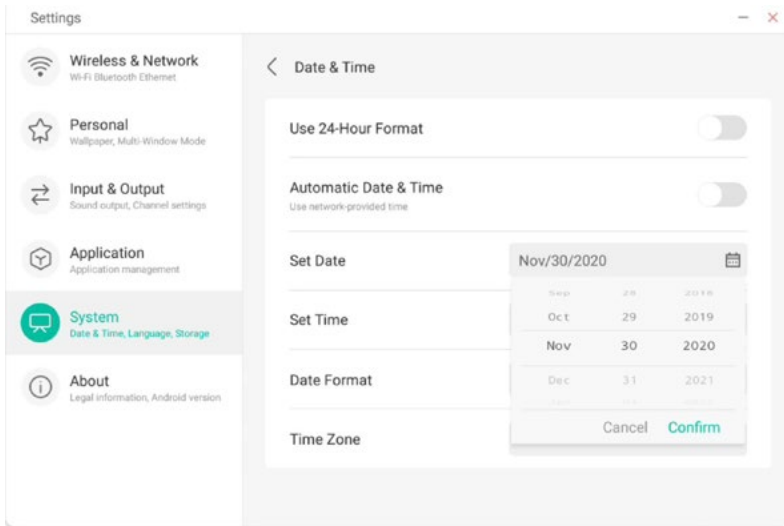 Settings
Wireless & Network
Wi-Fi Bluetooth Ethernet
Personal
Wallpaper, Multi-Window Mode
Input & Output
Sound output, Channel settings
Application
Application management
System
Date & Time, Language, Storage
About
Legal information, Android version
Date & Time
Use 24-Hour Format
Automatic Date & Time
Use network-provided time
Set Date
Nov/30/2020
Sep 28 2018
Oct 29 2019
Nov 30 2020
Dec 31 2021
Cancel Confirm
Set Time
Date Format
Time Zone